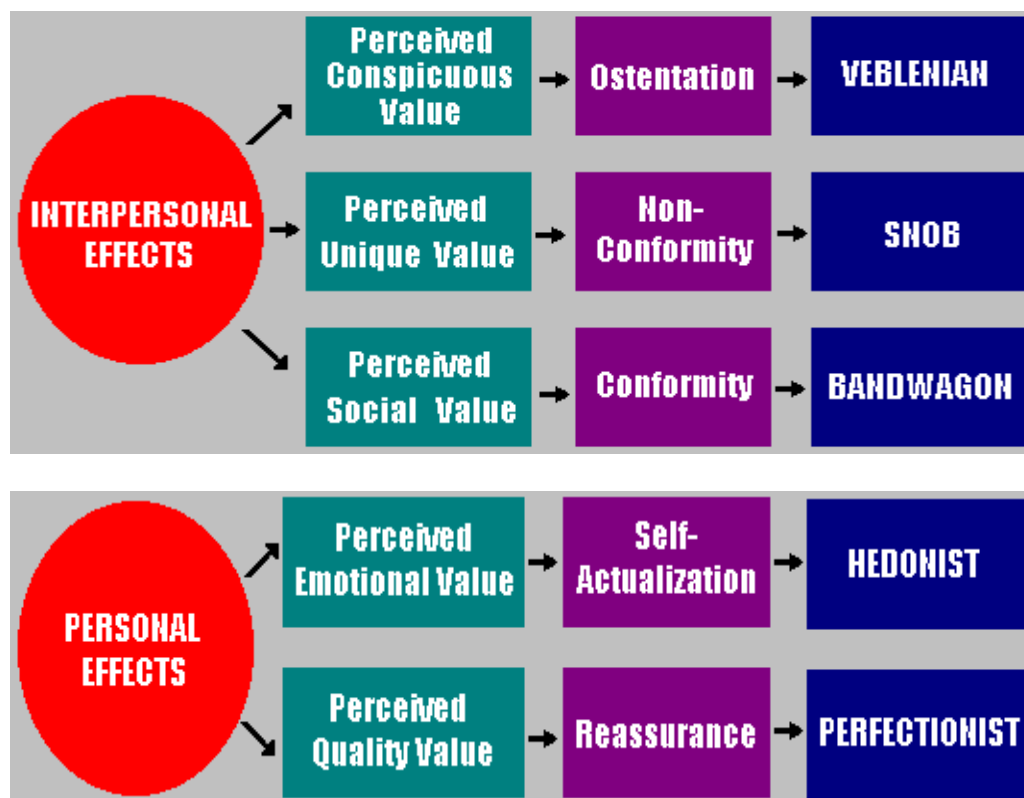 INTERPERSONAL
EFFECTS
Perceived
Conspicuous
Value
Ostentation
VEBLENIAN
Perceived
Unique Value
Non-
Conformity
SNOB
Perceived
Social Value
Conformity
BANDWAGON
PERSONAL
EFFECTS
Perceived
Emotional Value
Self-
Actualization
HEDONIST
Perceived
Quality Value
Reassurance
PERFECTIONIST